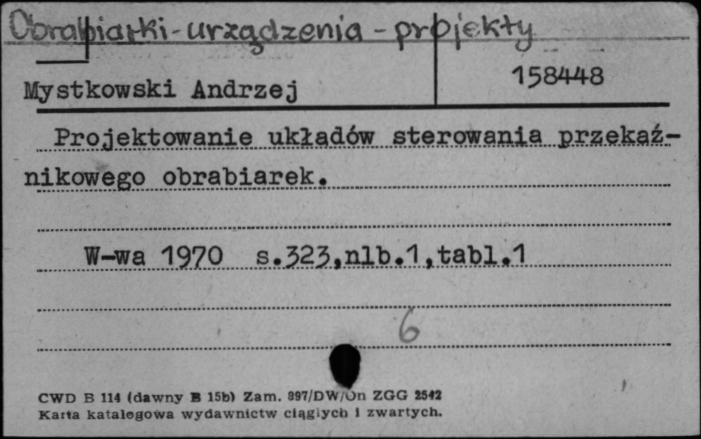 Obrabiarki - urządzenia - projekty
Mystkowski Andrzej
158448
Projektowanie układów sterowania przekaź-
nikowego obrabiarek.
W-wa 1970 s.323,nlb.1,tabl.1
6
CWD B 114 (dawny B 15b) Zam. 897/DW/On ZGG 2542
Karta katalogowa wydawnictw ciągłych i zwartych.